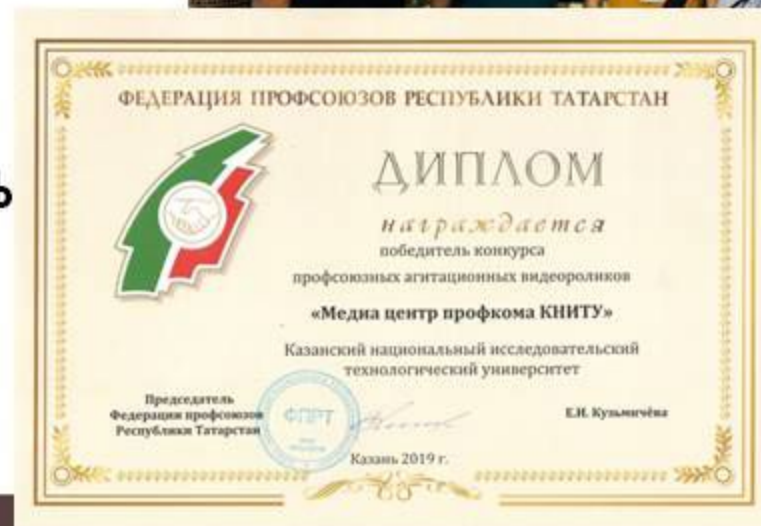 Ь
ФЕДЕРАЦИЯ ПРОФСОЮЗОВ РЕСПУБЛИКИ ТАТАРСТАН
ДИПЛОМ
награждается
победитель конкурса
профсоюзных агитационных видеороликов
«Медиа центр профкома КНИТУ»
Казанский национальный исследовательский
технологический университет
Председатель
Федерации профсоюзов
Республики Татарстан
ФПРТ
Е.И. Кузьмичёва
Казань 2019 г.